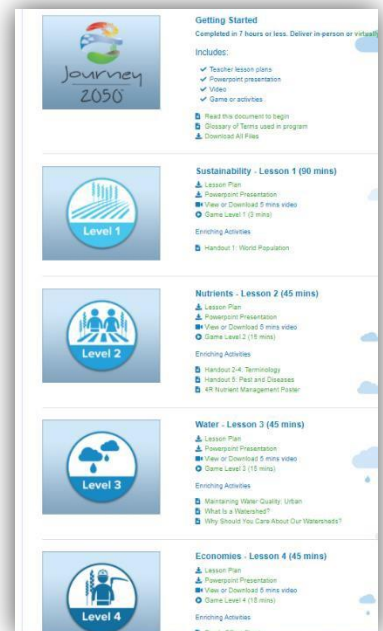 Journey
2050
Getting Started
Completed in 7 hours or less. Deliver in-person or virtually
Includes:
Teacher lesson plans
Powerpoint presentation
Video
Game or activities
Read this document to begin
Glossary of Terms used in program
Download All Files
Level 1
Sustainability - Lesson 1 (90 mins)
Lesson Plan
Powerpoint Presentation
View or Download 5 mins video
Game Level 1 (3 mins)
Enriching Activities
Handout 1: World Population
Level 2
Nutrients - Lesson 2 (45 mins)
Lesson Plan
Powerpoint Presentation
View or Download 5 mins video
Game Level 2 (15 mins)
Enriching Activities
Handout 2-4: Terminology
Handout 5: Pest and Diseases
4R Nutrient Management Poster
Level 3
Water - Lesson 3 (45 mins)
Lesson Plan
Powerpoint Presentation
View or Download 5 mins video
Game Level 3 (15 mins)
Enriching Activities
Maintaining Water Quality: Urban
What Is a Watershed?
Why Should You Care About Our Watersheds?
Level 4
Economies - Lesson 4 (45 mins)
Lesson Plan
Powerpoint Presentation
View or Download 5 mins video
Game Level 4 (15 mins)
Enriching Activities